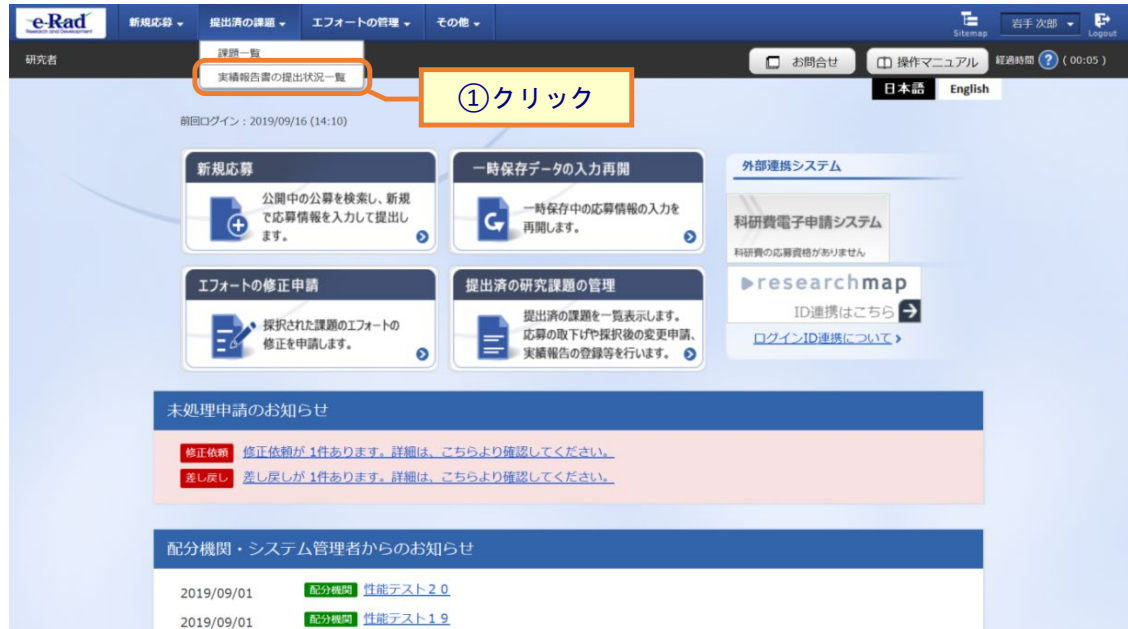 e-Rad
Research and Development
新規応募
提出済の課題
エフォートの管理
その他
Sitemap
岩手 次郎
Logout
研究者
課題一覧
実績報告書の提出状況一覧
お問合せ
操作マニュアル
経過時間 ? ( 00:05 )
①クリック
日本語
English
前回ログイン : 2019/09/16 (14:10)
新規応募
公開中の公募を検索し、新規
で応募情報を入力して提出し
ます。
一時保存データの入力再開
一時保存中の応募情報の入力を
再開します。
外部連携システム
科研費電子申請システム
科研費の応募資格がありません
エフォートの修正申請
採択された課題のエフォートの
修正を申請します。
提出済の研究課題の管理
提出済の課題を一覧表示します。
応募の取下げや採択後の変更申請、
実績報告の登録等を行います。
researchmap
ID連携はこちら
ログインID連携について
未処理申請のお知らせ
修正依頼 修正依頼が 1件あります。詳細は、こちらより確認してください。
差し戻し 差し戻しが 1件あります。詳細は、こちらより確認してください。
配分機関・システム管理者からのお知らせ
2019/09/01 配分機関 性能テスト２０
2019/09/01 配分機関 性能テスト１９